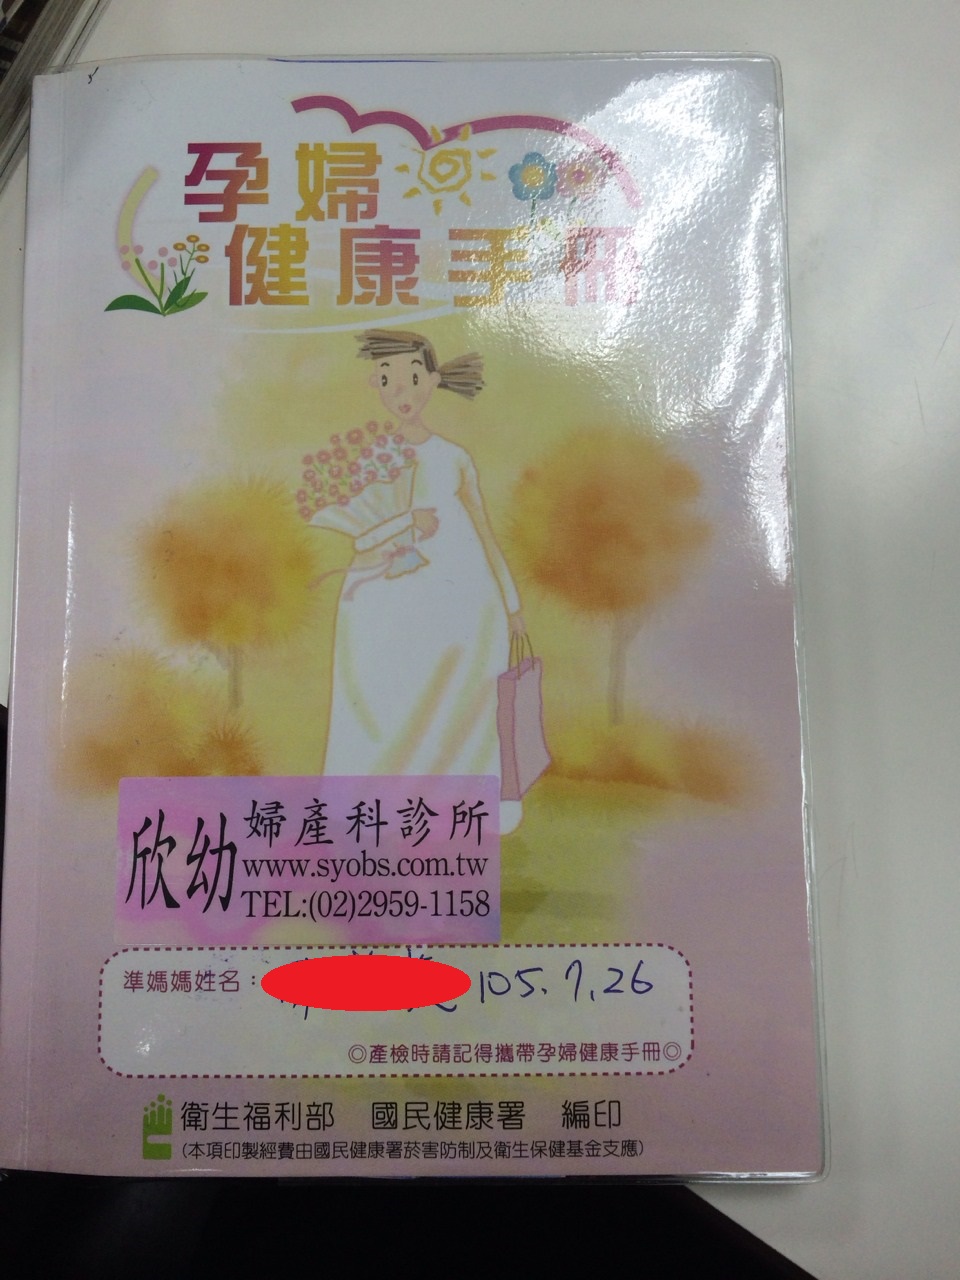 孕婦
健康手冊
欣幼
婦產科診所
www.syobs.com.tw
TEL:(02)2959-1158
準媽媽姓名：105.7.26
◎產檢時請記得攜帶孕婦健康手冊◎
衛生福利部 國民健康署 編印
(本項印製經費由國民健康署菸害防制及衛生保健基金支應)